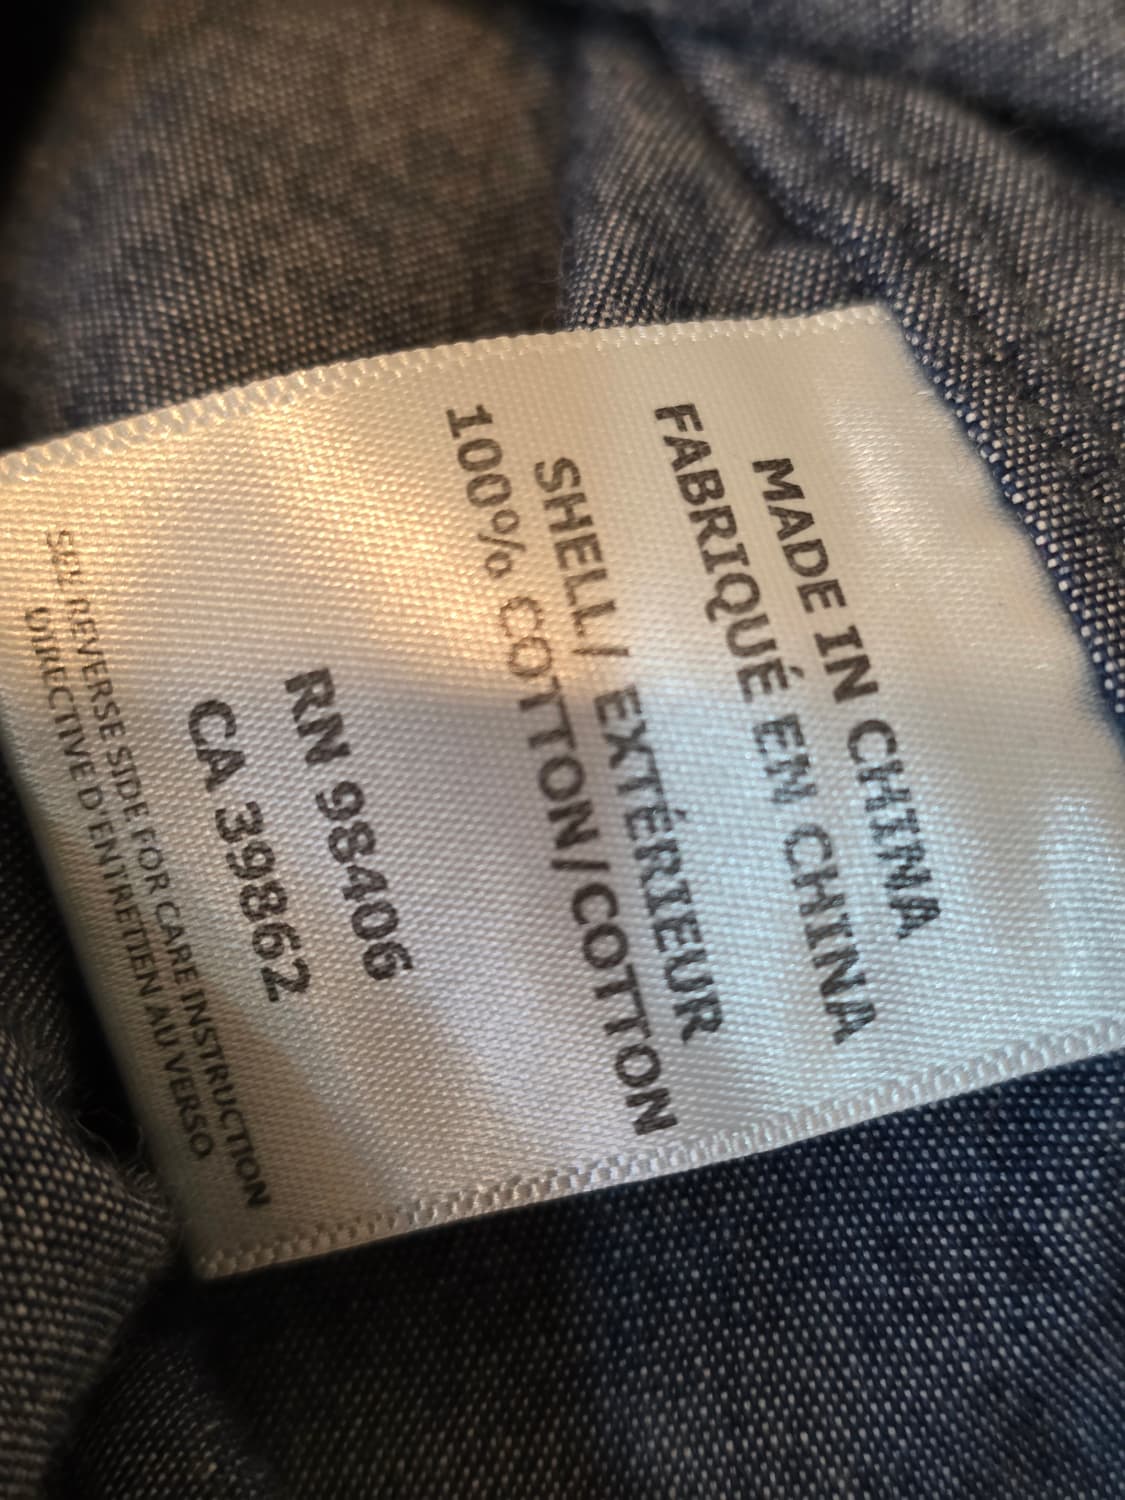 MADE IN CHINA
FABRIQUÉ EN CHINA
SHELL / EXTÉRIEUR
100% COTTON/COTTON
RN 98406
CA 39862
SEE REVERSE SIDE FOR CARE INSTRUCTION
DIRECTIVE D'ENTRETIEN AU VERSO